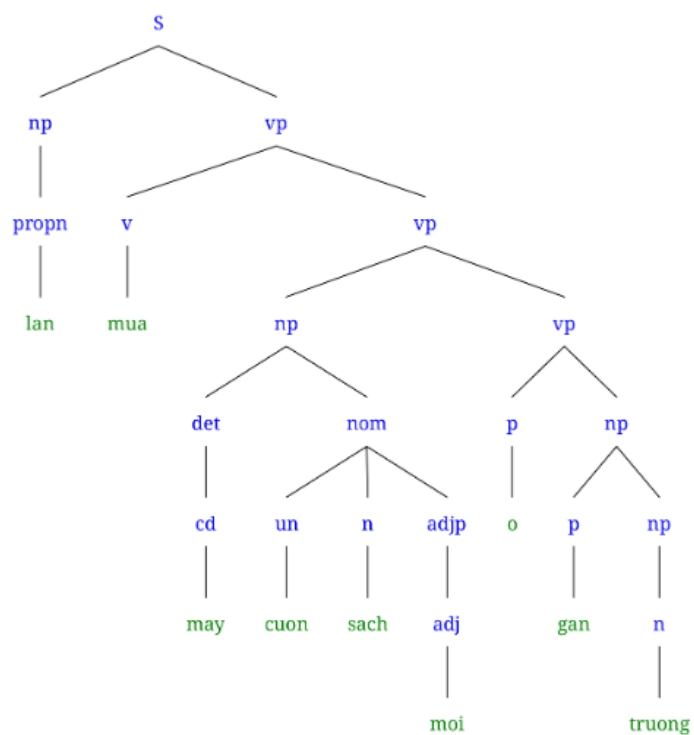 S
np vp
propn v vp
lan mua np vp
det nom p np
cd un n adjp o p np
may cuon sach adj gan n
moi truong